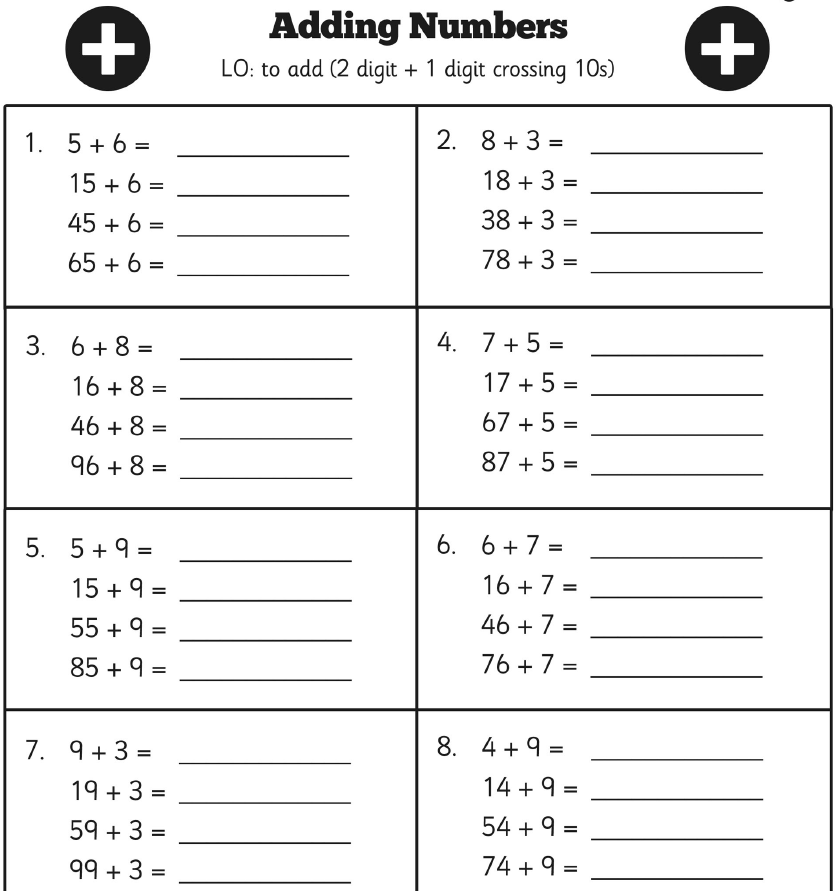 Adding Numbers
LO: to add (2 digit + 1 digit crossing 10s)
1. 5 + 6 =
15 + 6 =
45 + 6 =
65 + 6 =
2. 8 + 3 =
18 + 3 =
38 + 3 =
78 + 3 =
3. 6 + 8 =
16 + 8 =
46 + 8 =
96 + 8 =
4. 7 + 5 =
17 + 5 =
67 + 5 =
87 + 5 =
5. 5 + 9 =
15 + 9 =
55 + 9 =
85 + 9 =
6. 6 + 7 =
16 + 7 =
46 + 7 =
76 + 7 =
7. 9 + 3 =
19 + 3 =
59 + 3 =
99 + 3 =
8. 4 + 9 =
14 + 9 =
54 + 9 =
74 + 9 =